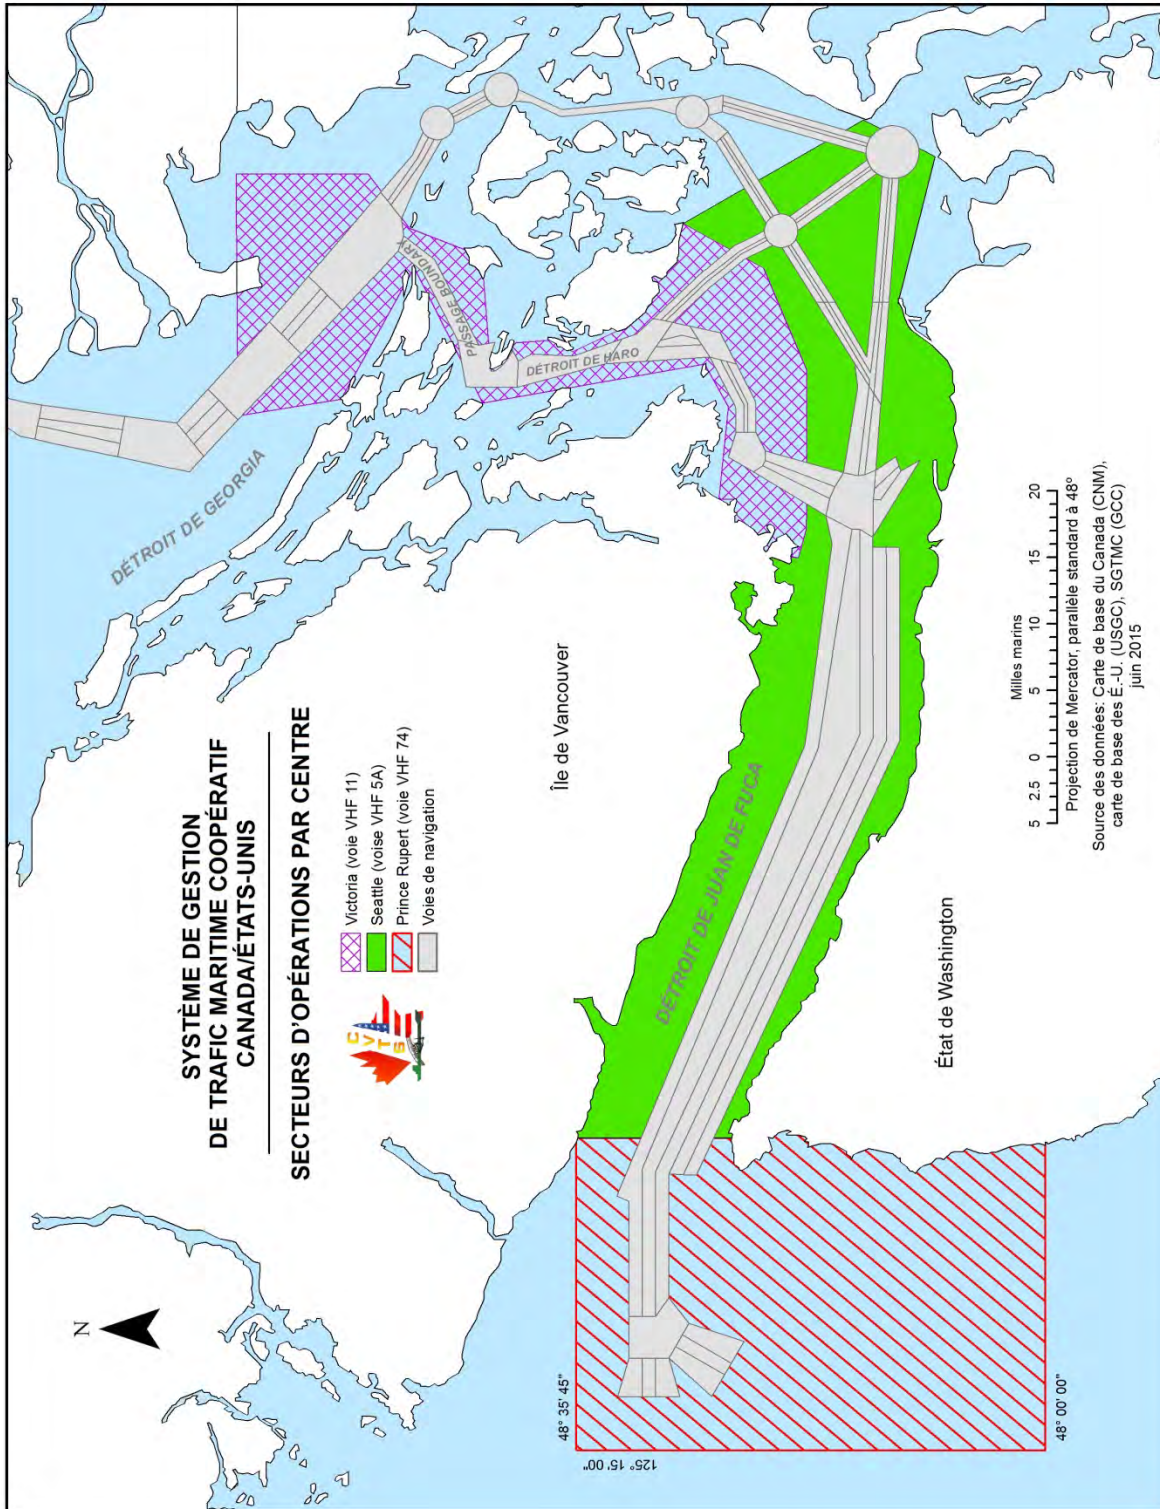 SYSTÈME DE GESTION
DE TRAFIC MARITIME COOPÉRATIF
CANADA/ÉTATS-UNIS
SECTEURS D'OPÉRATIONS PAR CENTRE
Victoria (voie VHF 11)
Seattle (voise VHF 5A)
Prince Rupert (voie VHF 74)
Voies de navigation
C
V
T
S
N
DÉTROIT DE GEORGIA
PASSAGE BOUNDARY
DÉTROIT DE HARO
Île de Vancouver
DÉTROIT DE JUAN DE FUCA
État de Washington
48° 35' 45"
125° 15' 00"
48° 00' 00"
Milles marins
5 2.5 0 5 10 15 20
Projection de Mercator, parallèle standard à 48°
Source des données: Carte de base du Canada (CNM),
carte de base des É.-U. (USGC), SGTMC (GCC)
juin 2015